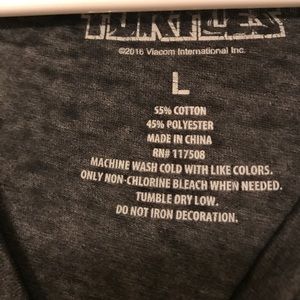 TURTLES
©2016 Viacom International Inc.
L
55% COTTON
45% POLYESTER
MADE IN CHINA
RN# 117508
MACHINE WASH COLD WITH LIKE COLORS.
ONLY NON-CHLORINE BLEACH WHEN NEEDED.
TUMBLE DRY LOW.
DO NOT IRON DECORATION.